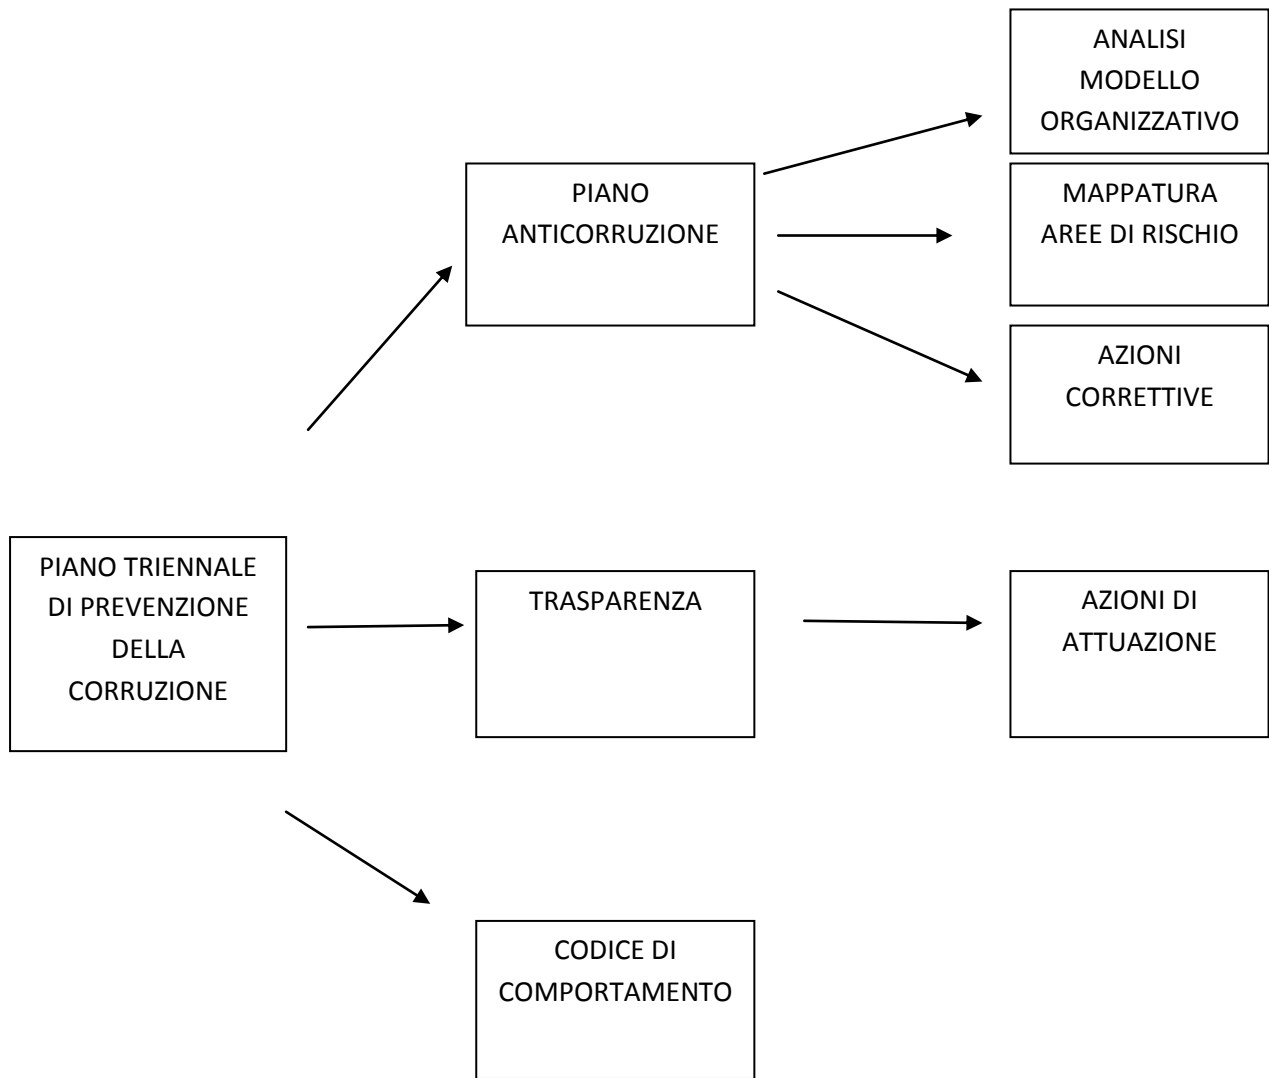 ANALISI
MODELLO
ORGANIZZATIVO
PIANO
ANTICORRUZIONE
MAPPATURA
AREE DI RISCHIO
AZIONI
CORRETTIVE
PIANO TRIENNALE
DI PREVENZIONE
DELLA
CORRUZIONE
TRASPARENZA
AZIONI DI
ATTUAZIONE
CODICE DI
COMPORTAMENTO